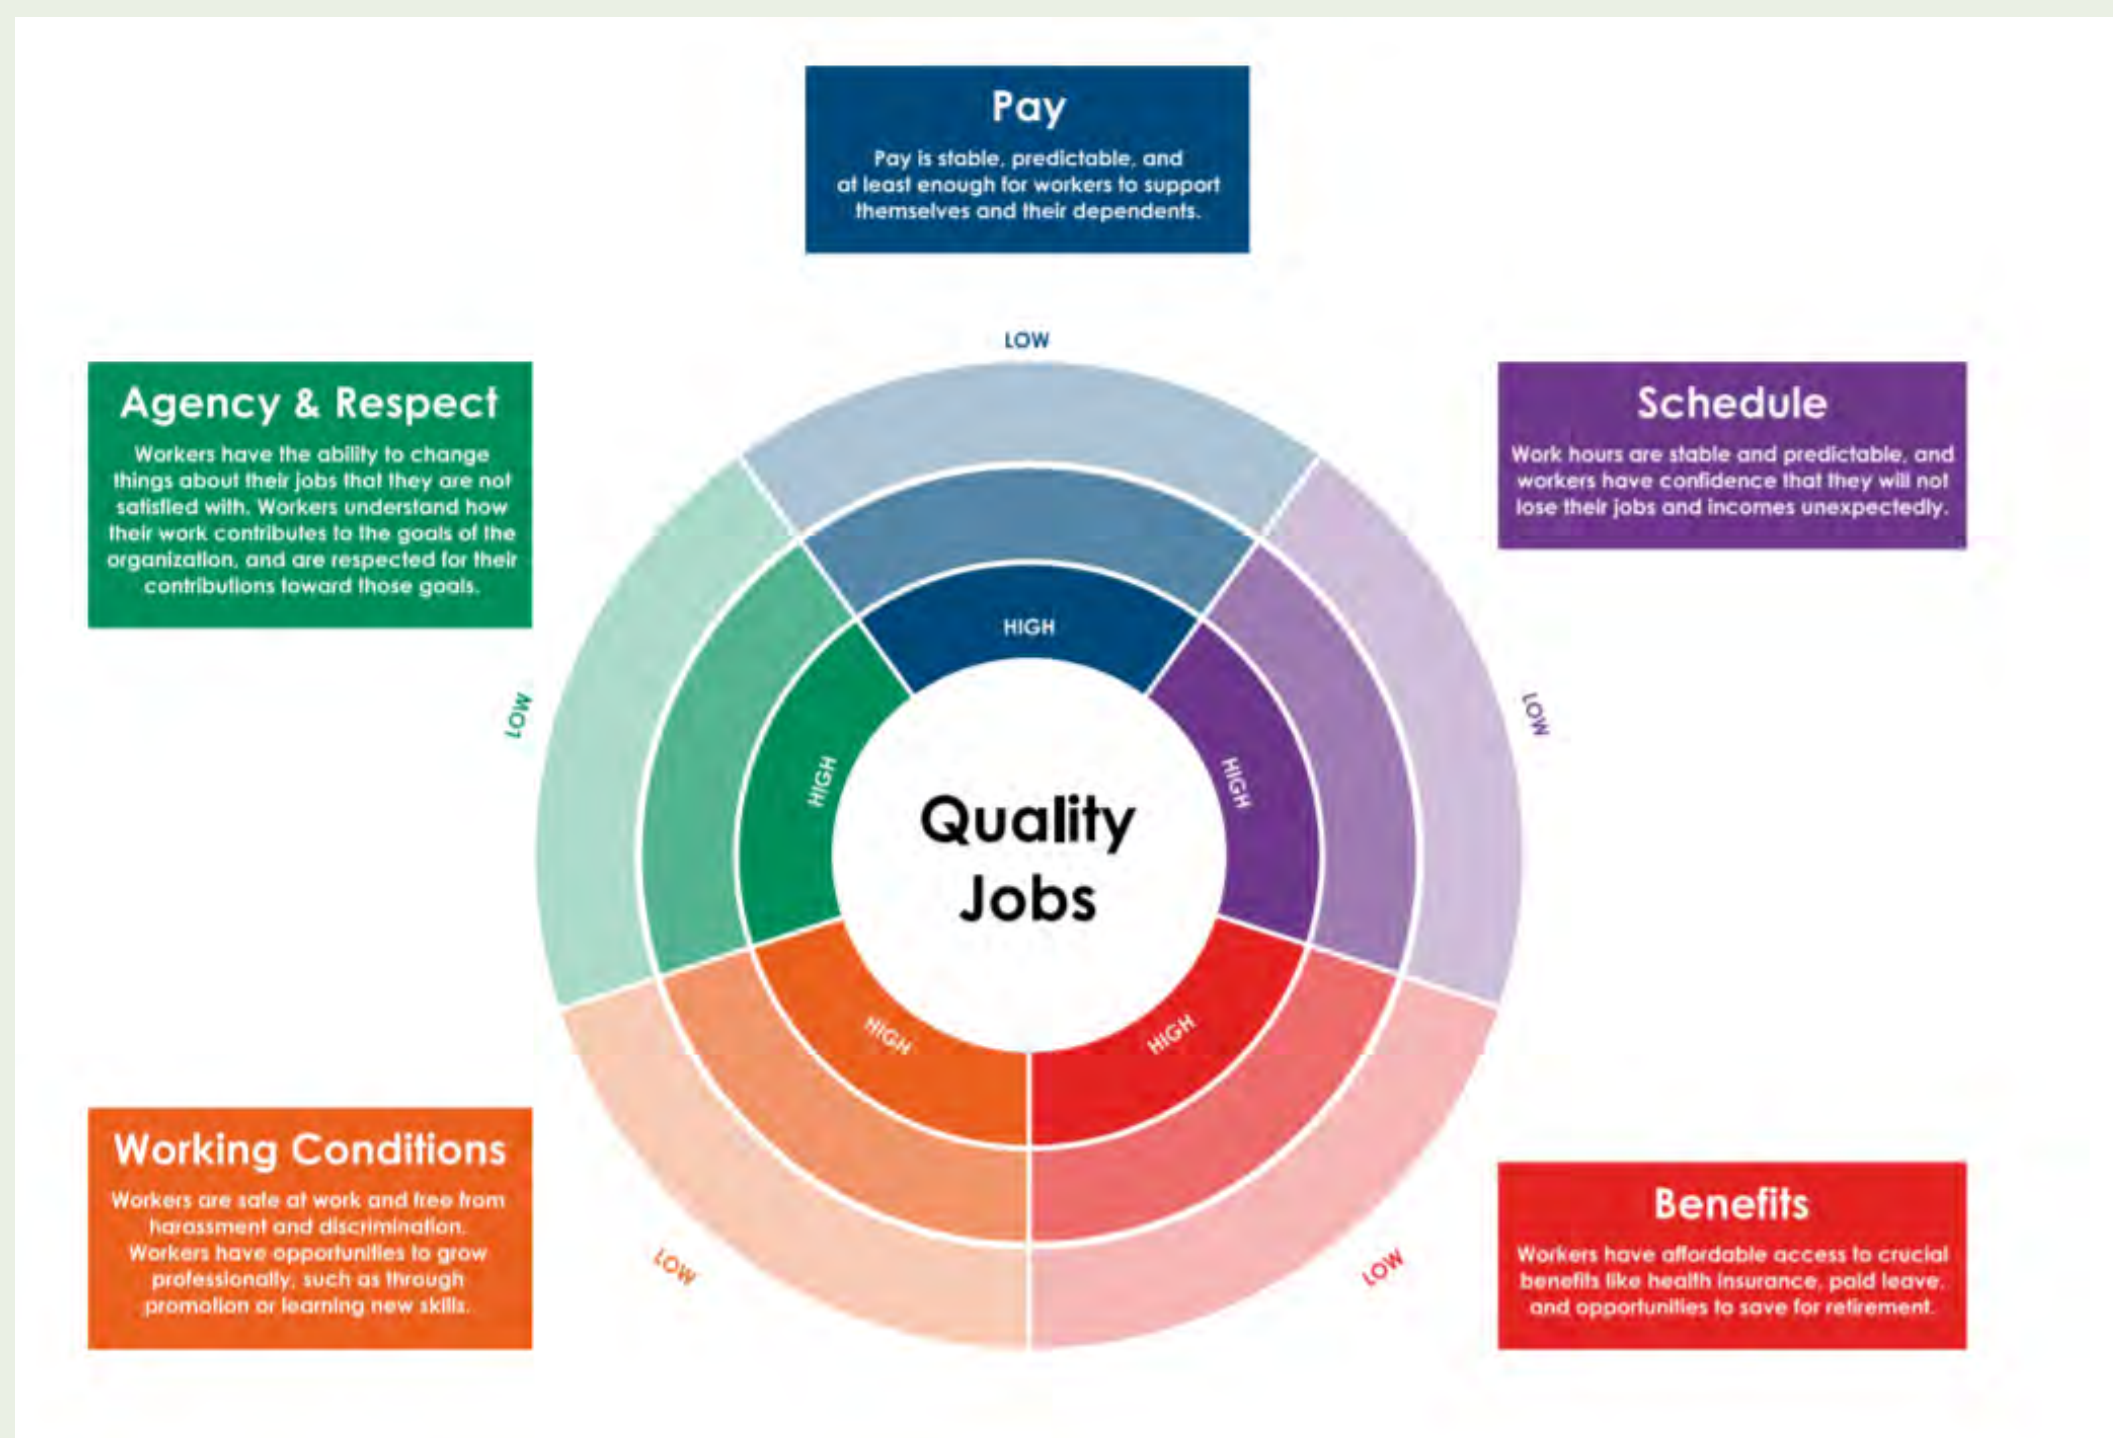 Pay
Pay is stable, predictable, and
at least enough for workers to support
themselves and their dependents.
Agency & Respect
Workers have the ability to change
things about their jobs that they are not
satisfied with. Workers understand how
their work contributes to the goals of the
organization, and are respected for their
contributions toward those goals.
Schedule
Work hours are stable and predictable, and
workers have confidence that they will not
lose their jobs and incomes unexpectedly.
LOW
LOW
LOW
HIGH
HIGH
HIGH
Quality
Jobs
HIGH
HIGH
LOW
LOW
Working Conditions
Workers are safe at work and free from
harassment and discrimination.
Workers have opportunities to grow
professionally, such as through
promotion or learning new skills.
Benefits
Workers have affordable access to crucial
benefits like health insurance, paid leave,
and opportunities to save for retirement.